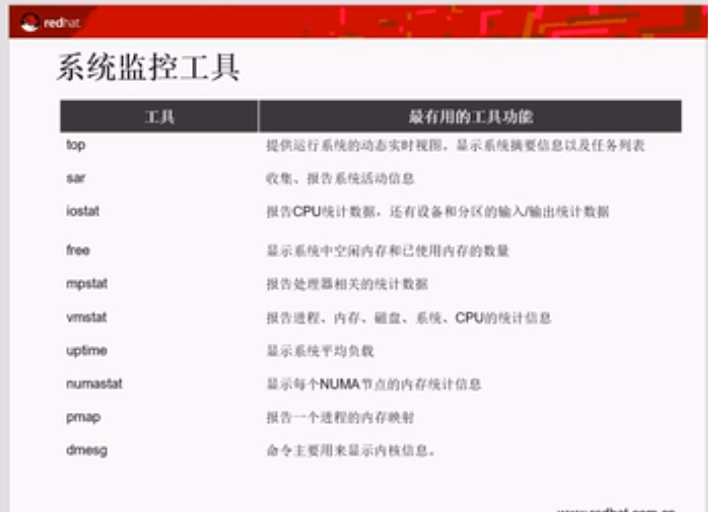 redhat
系统监控工具
工具 最有用的工具功能
top 提供运行系统的动态实时视图，显示系统摘要信息以及任务列表
sar 收集、报告系统活动信息
iostat 报告CPU统计数据，还有设备和分区的输入/输出统计数据
free 显示系统中空闲内存和已使用内存的数量
mpstat 报告处理器相关的统计数据
vmstat 报告进程、内存、磁盘、系统、CPU的统计信息
uptime 显示系统平均负载
numastat 显示每个NUMA节点的内存统计信息
pmap 报告一个进程的内存映射
dmesg 命令主要用来显示内核信息。
www.redhat.com.cn